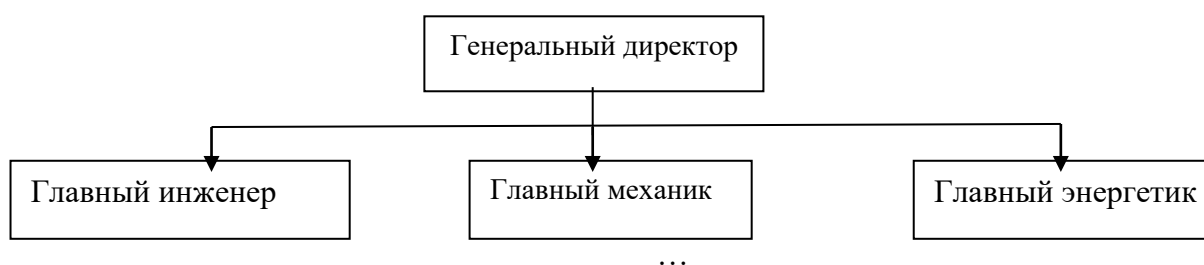 Генеральный директор
Главный инженер
Главный механик
Главный энергетик
…